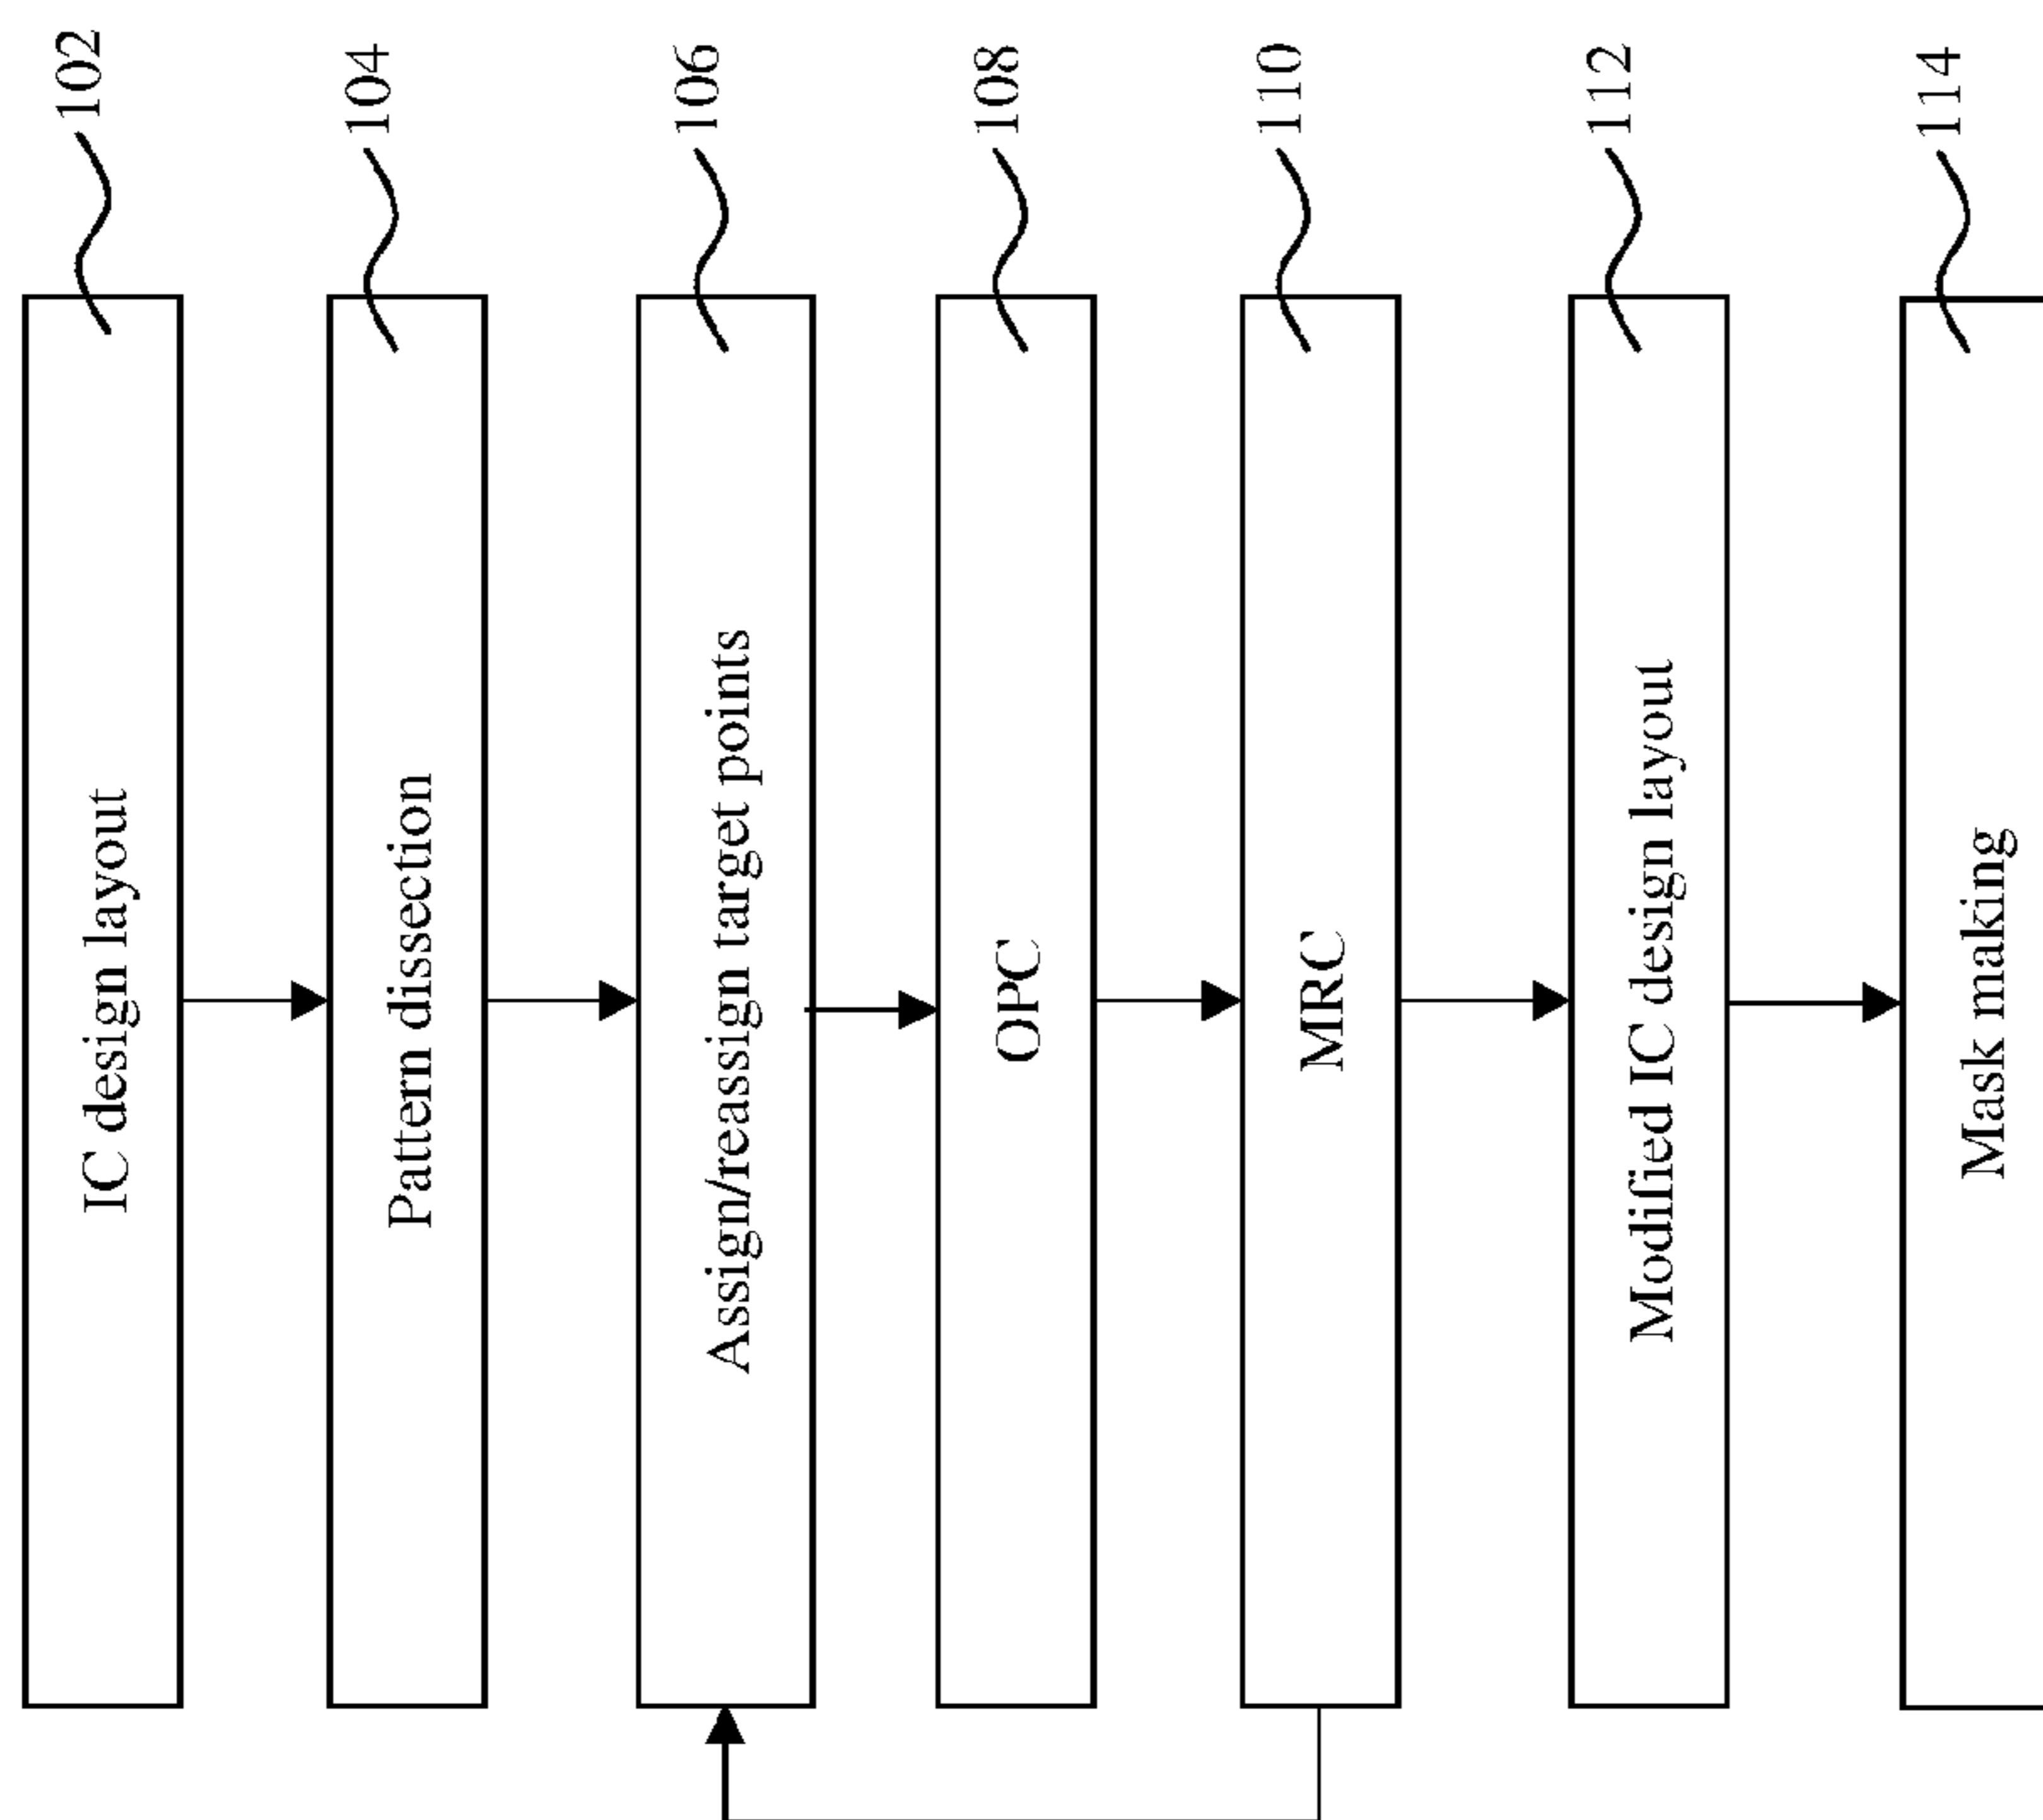 IC design layout
102
Pattern dissection
104
Assign/reassign target points
106
OPC
108
MRC
110
Modified IC design layout
112
Mask making
114